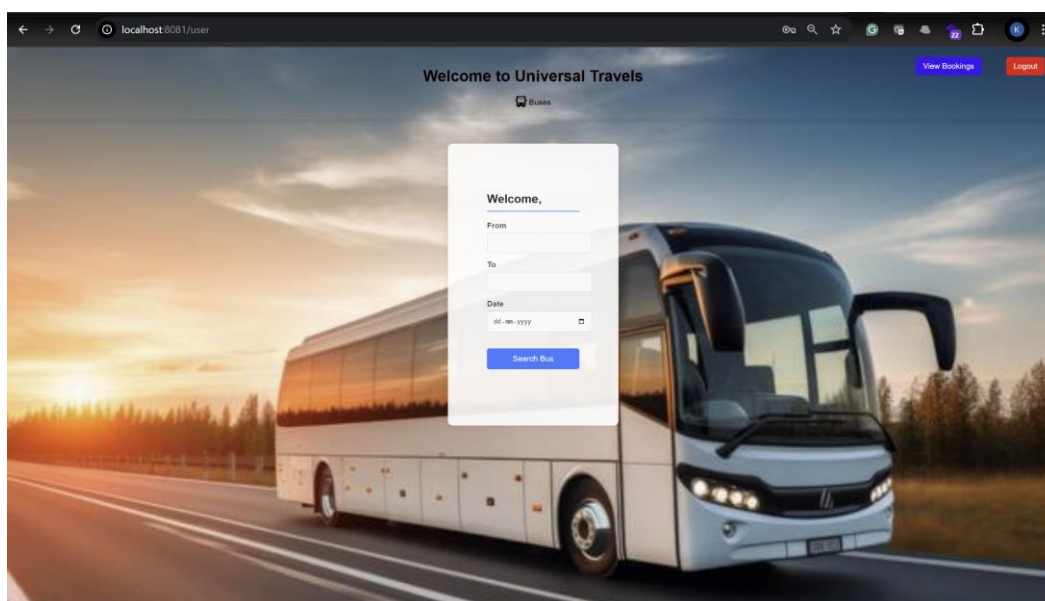 localhost:8081/user
22
K
Welcome to Universal Travels
View Bookings
Logout
Buses
Welcome,
From
To
Date
dd-mm-yyyy
Search Bus